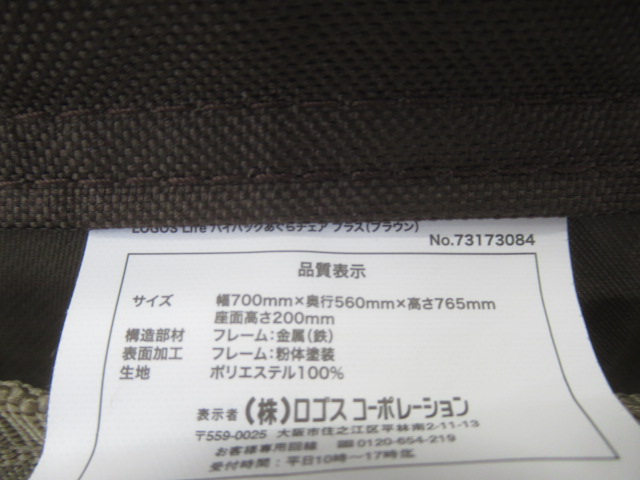 LOGOS Life ハイバックあぐらチェア プラス(ブラウン)
No.73173084
品質表示
サイズ 幅700mm×奥行560mm×高さ765mm
座面高さ200mm
構造部材 フレーム:金属(鉄)
表面加工 フレーム:粉体塗装
生地 ポリエステル100%
表示者 (株)ロゴス コーポレーション
〒559-0025 大阪市住之江区平林南2-11-13
お客様専用回線 0120-654-219
受付時間:平日10時〜17時迄